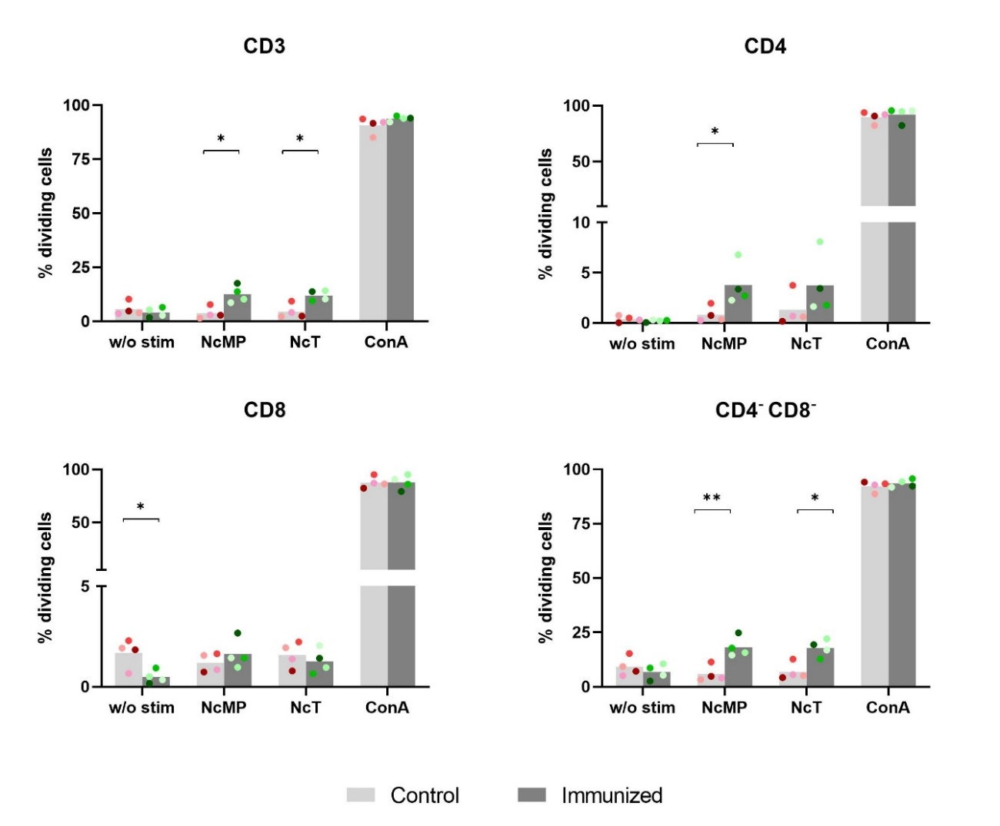 CD3
% dividing cells
100
75
50
25
0
*
*
w/o stim NcMP NcT ConA
CD4
% dividing cells
100
50
10
5
0
*
w/o stim NcMP NcT ConA
CD8
% dividing cells
100
50
5
0
*
w/o stim NcMP NcT ConA
CD4⁻ CD8⁻
% dividing cells
100
75
50
25
0
**
*
w/o stim NcMP NcT ConA
Control Immunized